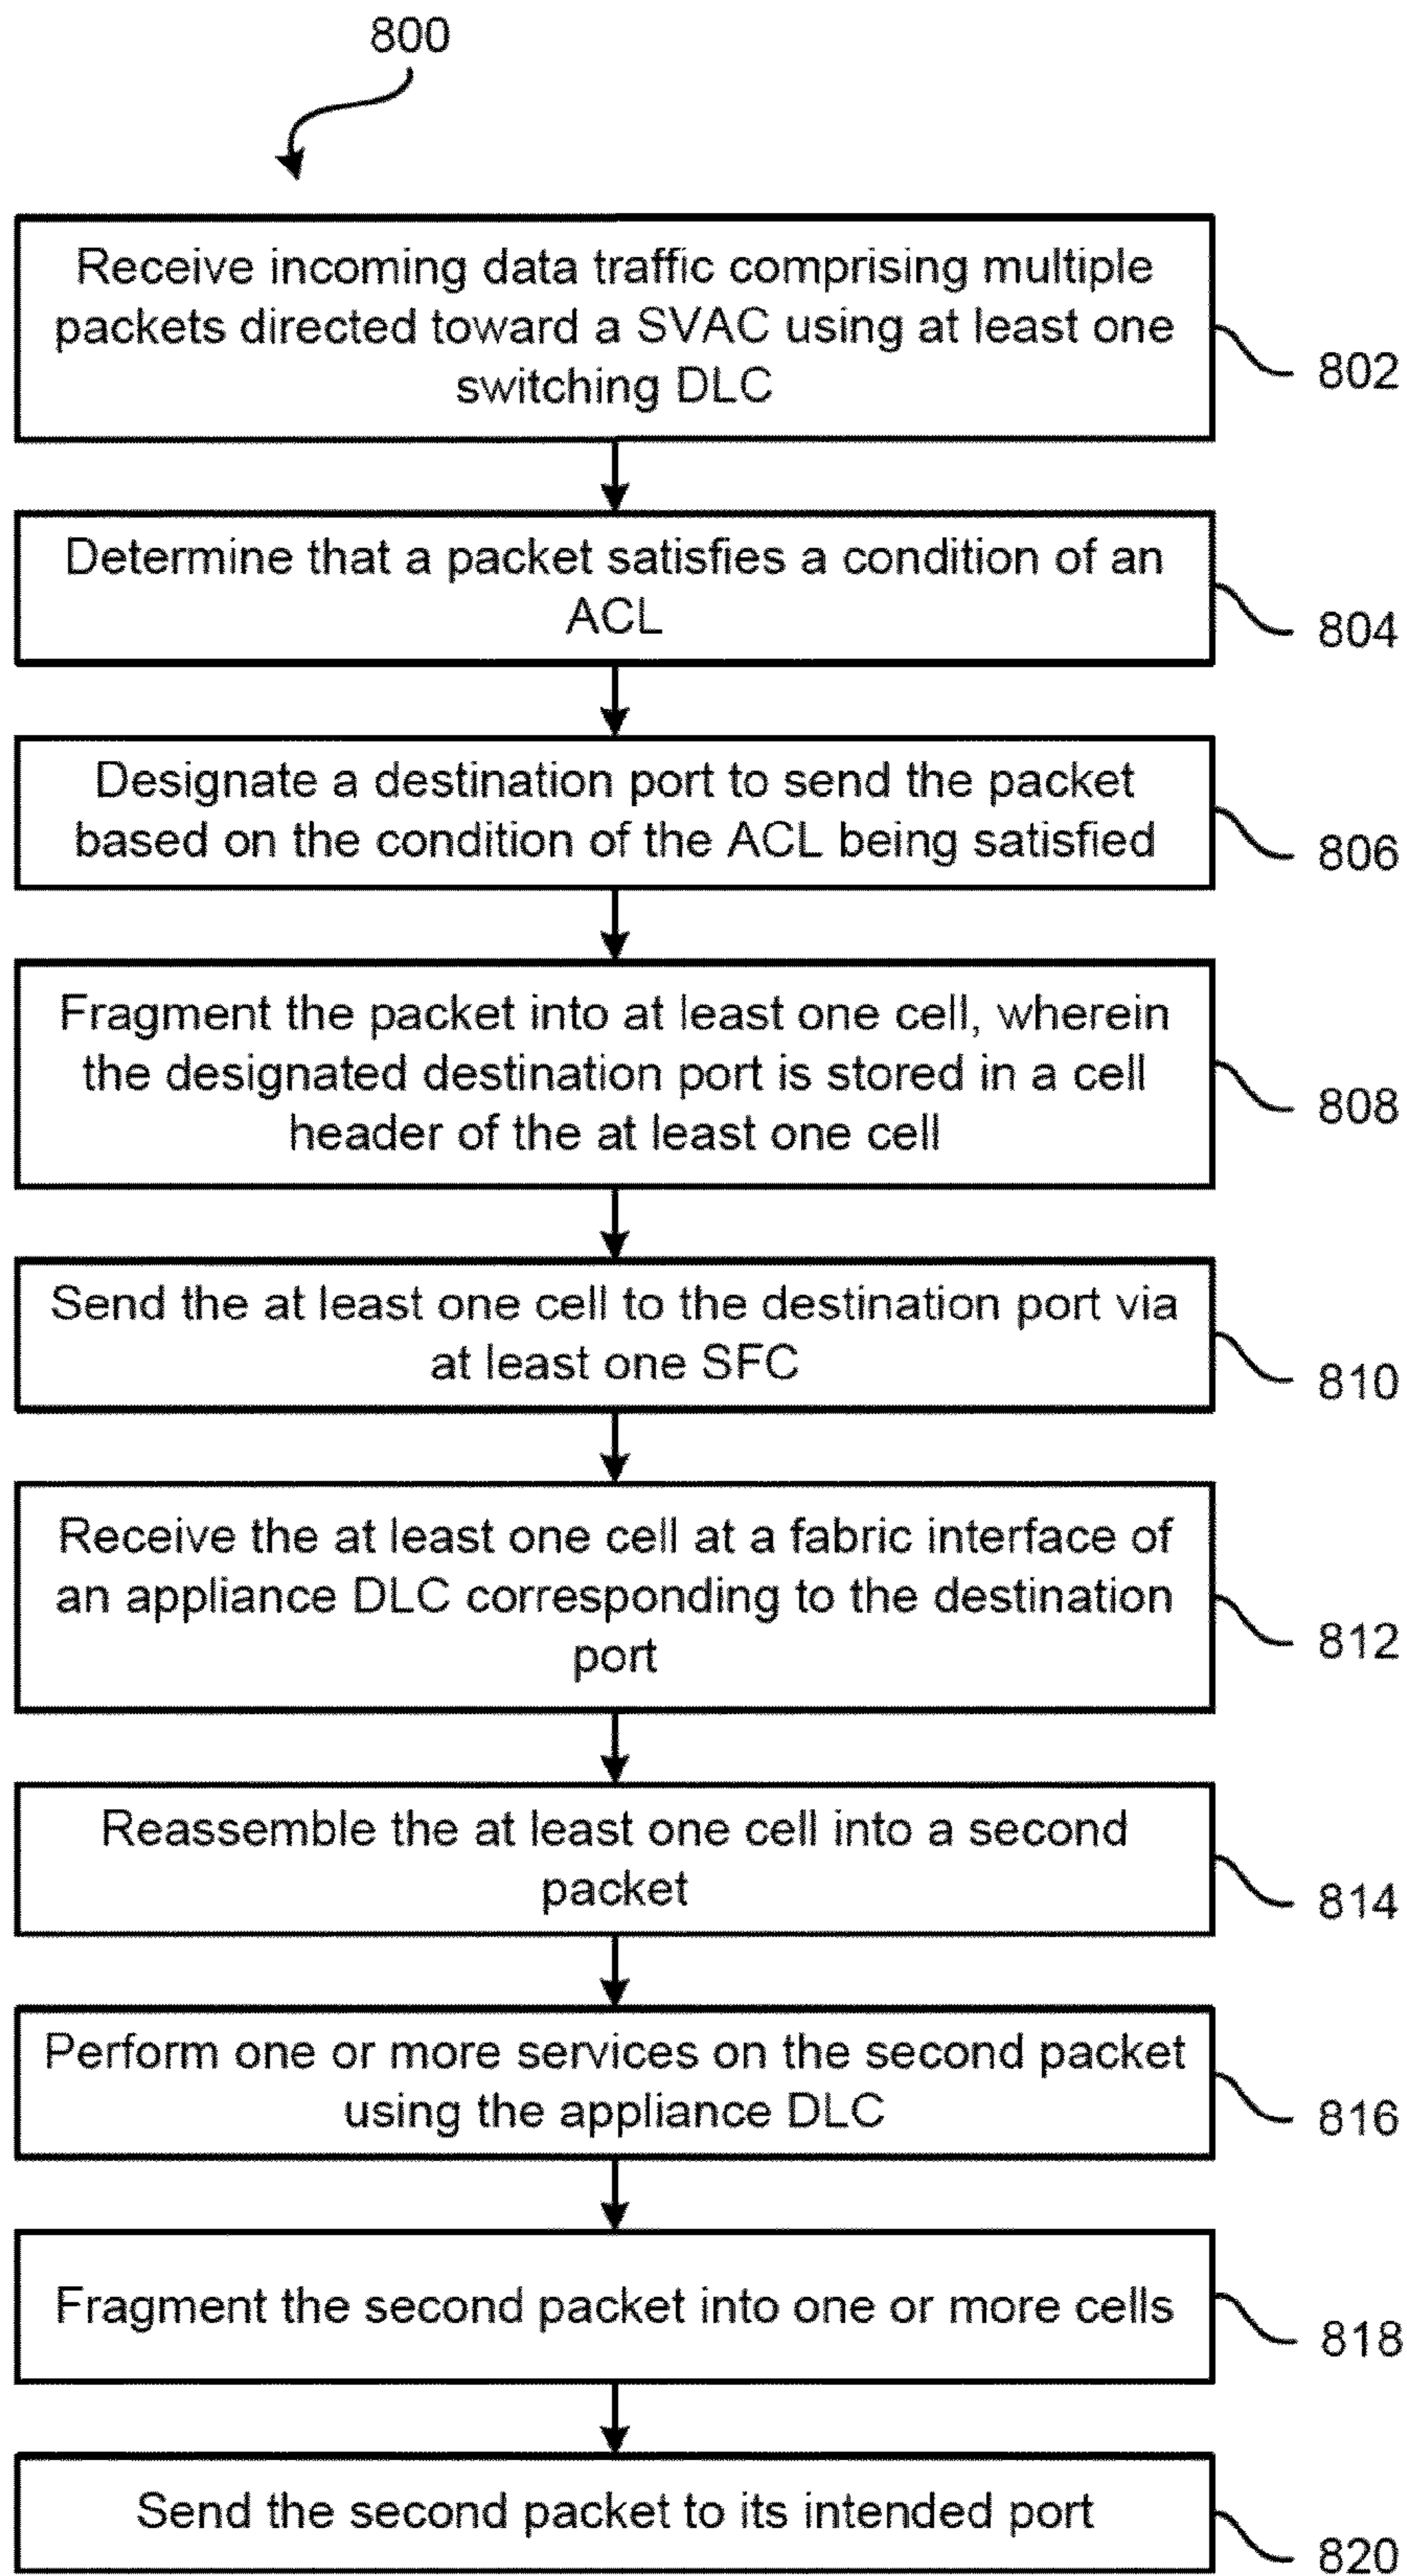 800
Receive incoming data traffic comprising multiple
packets directed toward a SVAC using at least one
switching DLC
802
Determine that a packet satisfies a condition of an
ACL
804
Designate a destination port to send the packet
based on the condition of the ACL being satisfied
806
Fragment the packet into at least one cell, wherein
the designated destination port is stored in a cell
header of the at least one cell
808
Send the at least one cell to the destination port via
at least one SFC
810
Receive the at least one cell at a fabric interface of
an appliance DLC corresponding to the destination
port
812
Reassemble the at least one cell into a second
packet
814
Perform one or more services on the second packet
using the appliance DLC
816
Fragment the second packet into one or more cells
818
Send the second packet to its intended port
820